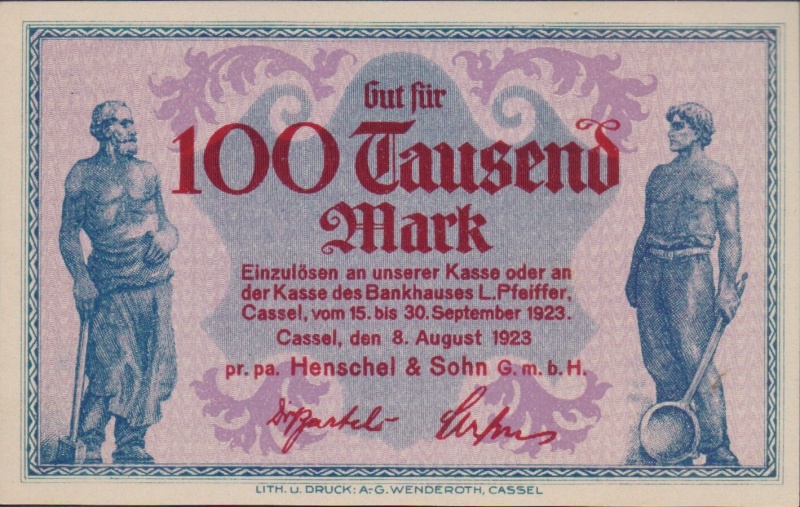 Gut für
100 Tausend
Mark
Einzulösen an unserer Kasse oder an
der Kasse des Bankhauses L. Pfeiffer,
Cassel, vom 15. bis 30. September 1923.
Cassel, den 8. August 1923
pr. pa. Henschel & Sohn G. m. b. H.
LITH. u. DRUCK: A.-G. WENDEROTH, CASSEL